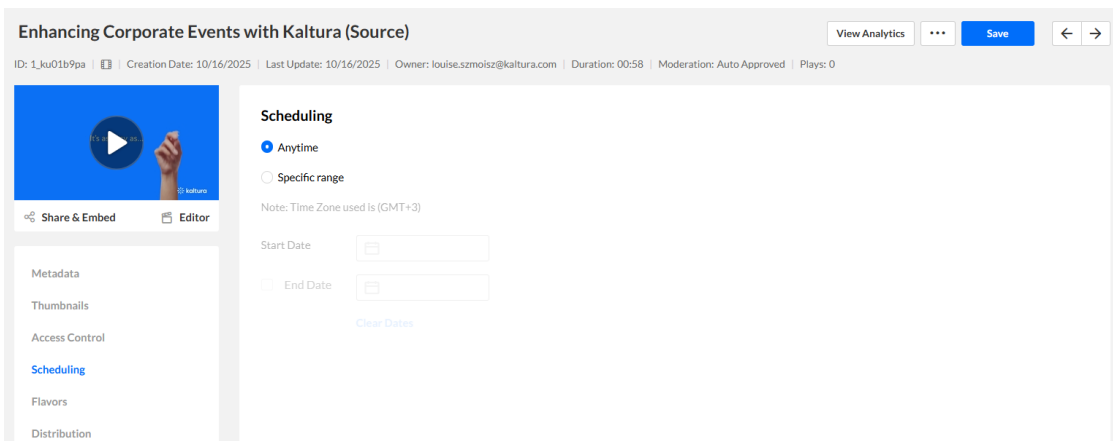 Enhancing Corporate Events with Kaltura (Source)
View Analytics
Save
ID: 1_ku01b9pa | Creation Date: 10/16/2025 | Last Update: 10/16/2025 | Owner: louise.szmoisz@kaltura.com | Duration: 00:58 | Moderation: Auto Approved | Plays: 0
kaltura
Share & Embed
Editor
Metadata
Thumbnails
Access Control
Scheduling
Flavors
Distribution
Scheduling
Anytime
Specific range
Note: Time Zone used is (GMT+3)
Start Date
End Date
Clear Dates